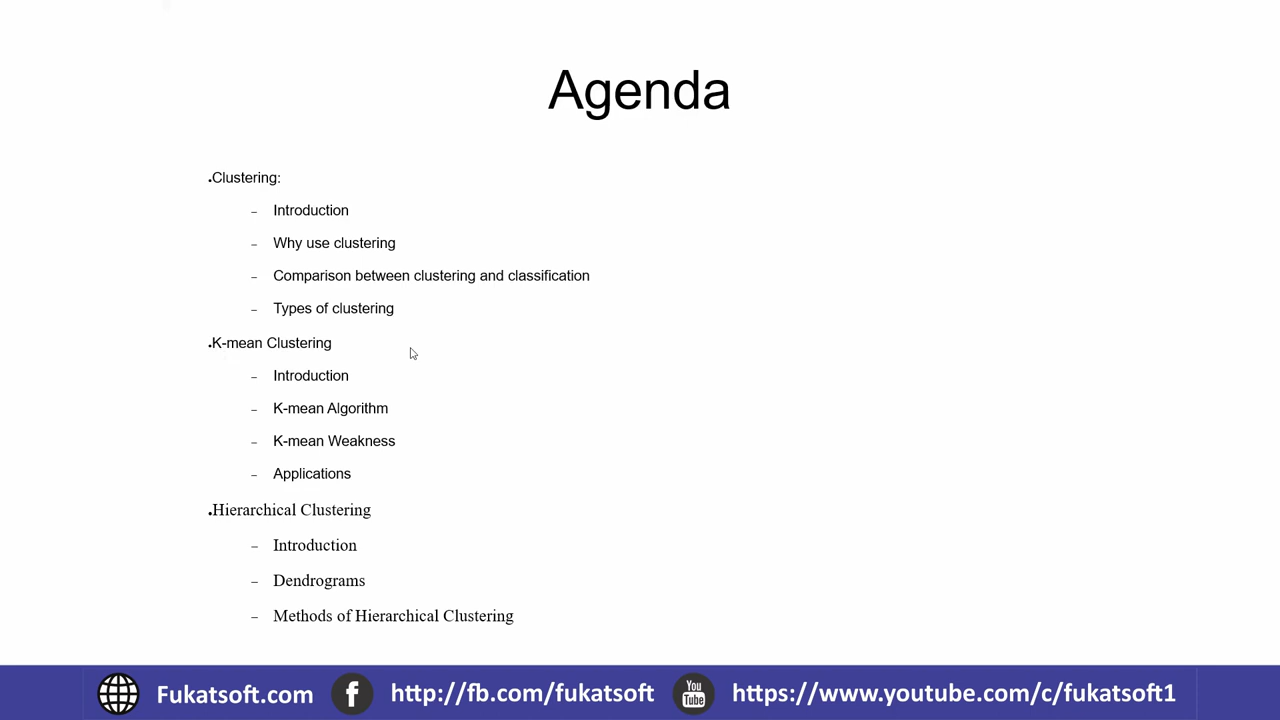 Agenda
•Clustering:
– Introduction
– Why use clustering
– Comparison between clustering and classification
– Types of clustering
•K-mean Clustering
– Introduction
– K-mean Algorithm
– K-mean Weakness
– Applications
•Hierarchical Clustering
– Introduction
– Dendrograms
– Methods of Hierarchical Clustering
Fukatsoft.com f http://fb.com/fukatsoft You Tube https://www.youtube.com/c/fukatsoft1